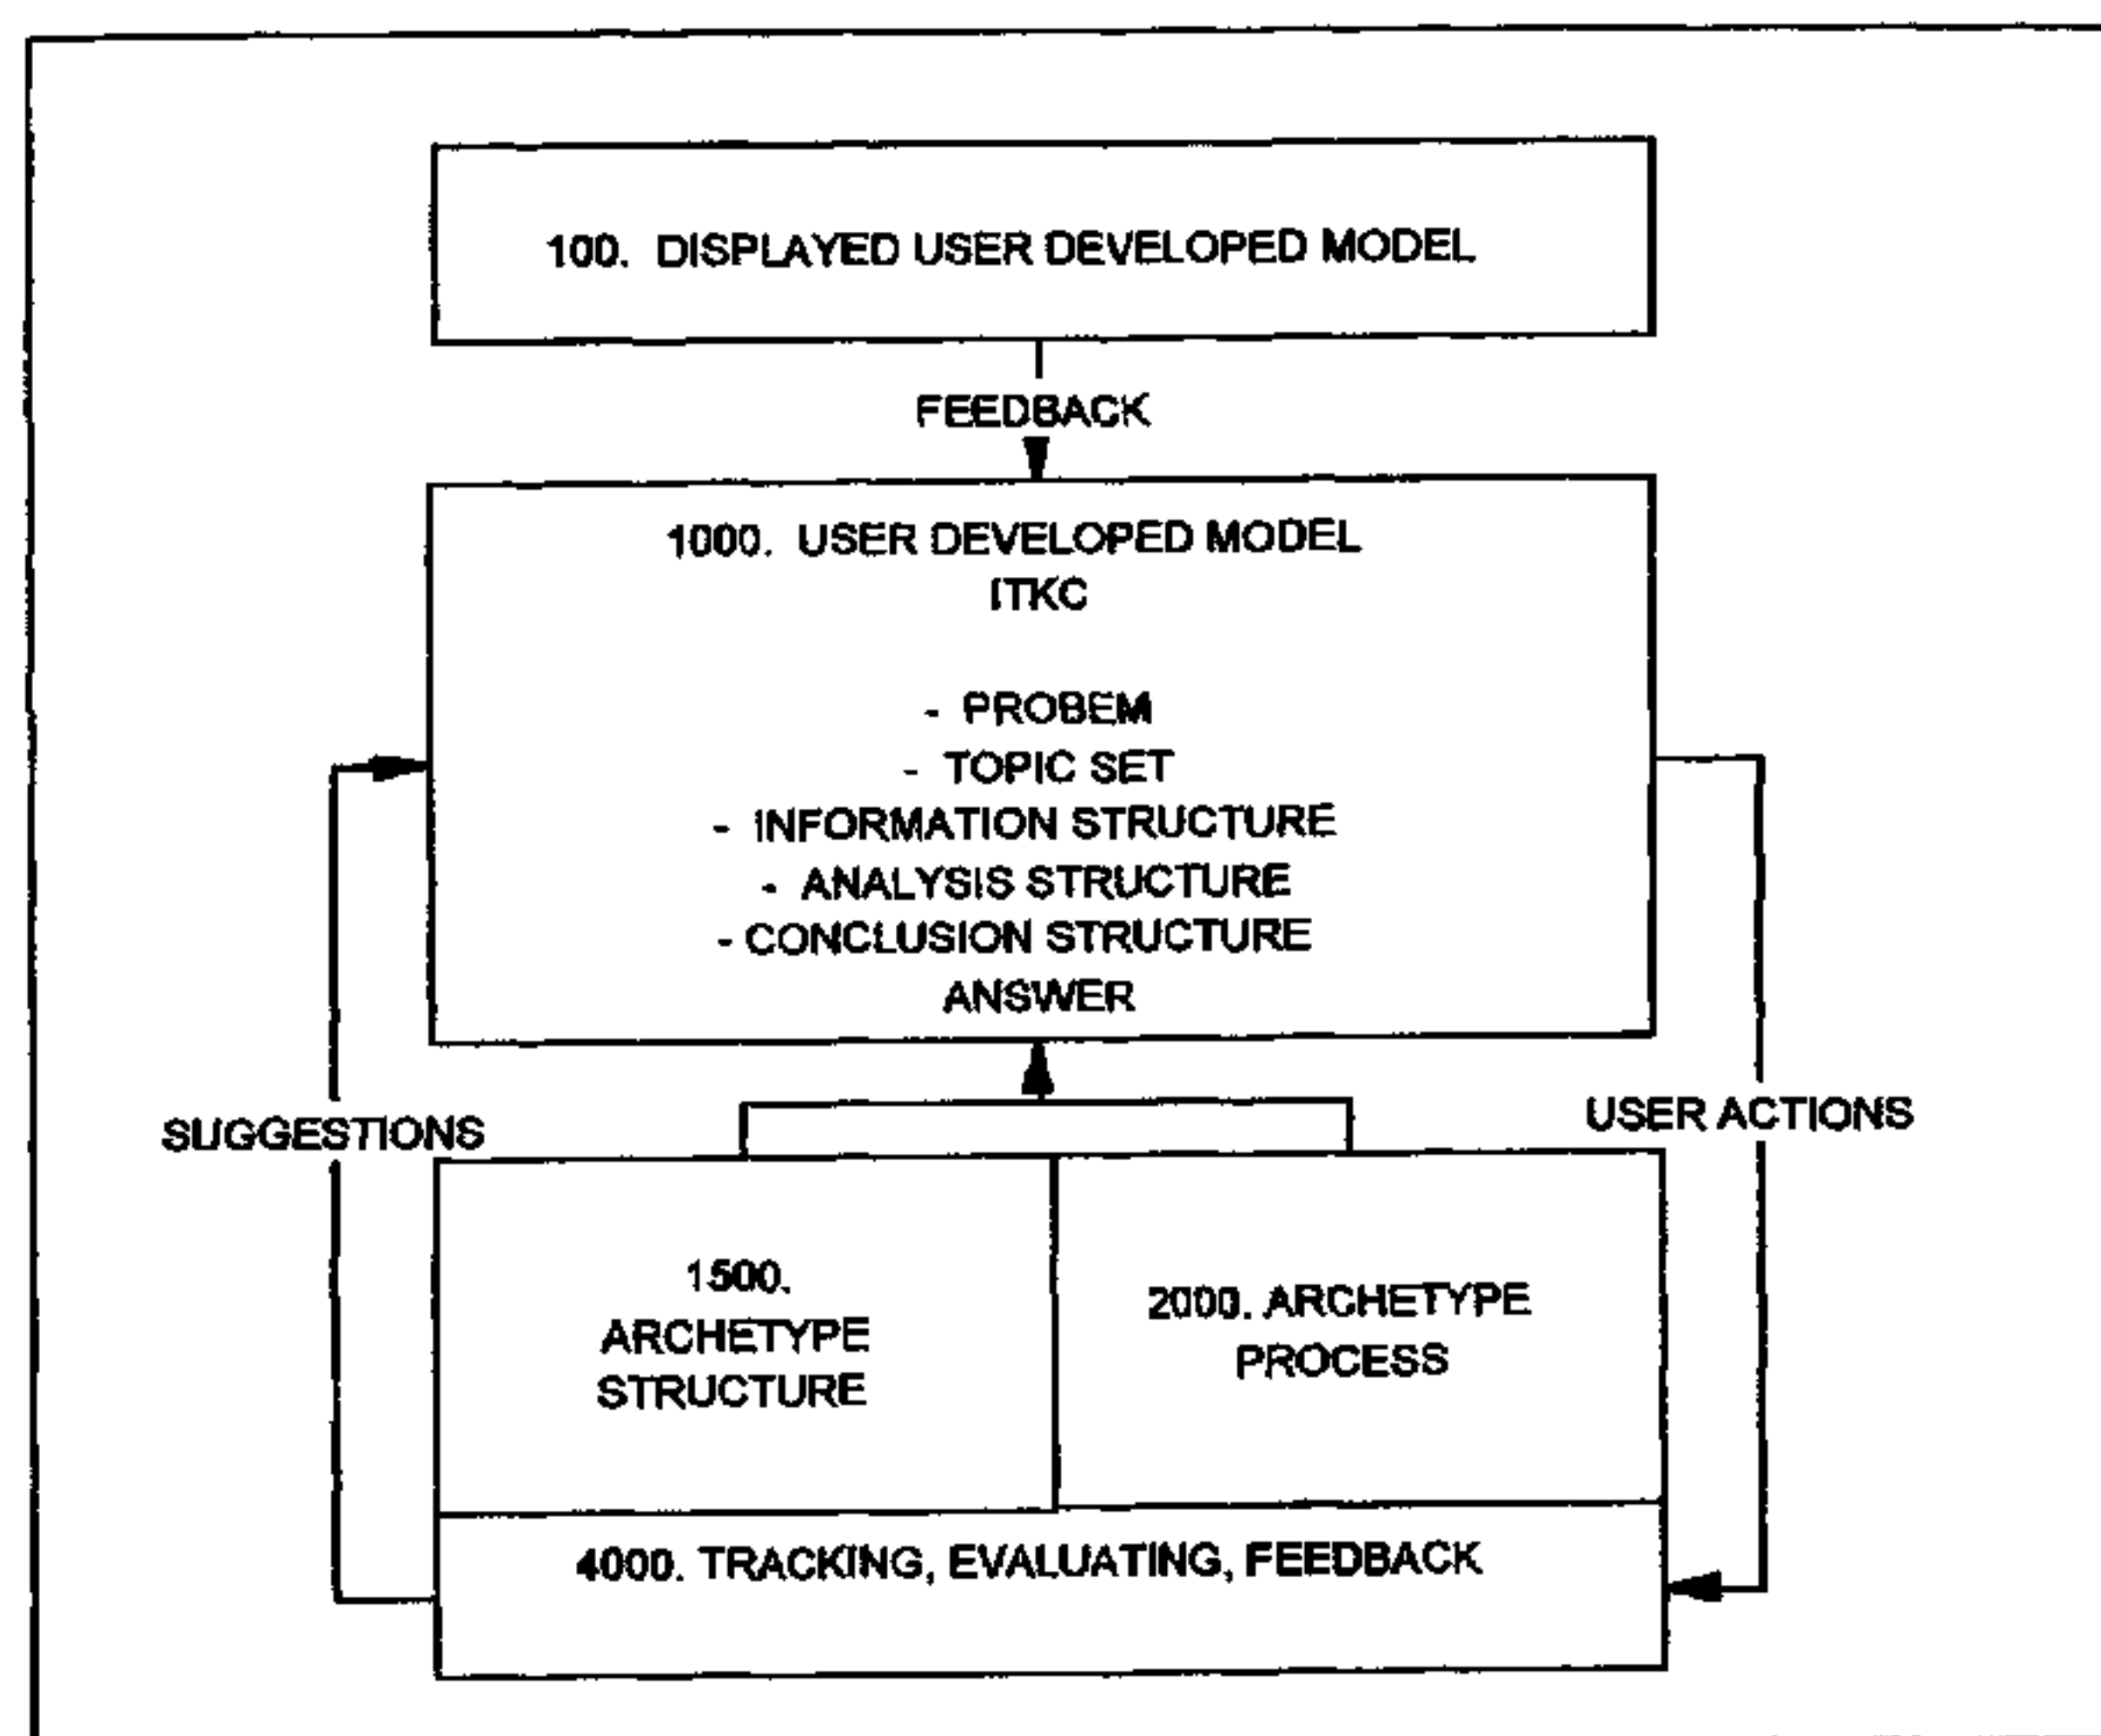 100. DISPLAYED USER DEVELOPED MODEL
FEEDBACK
1000. USER DEVELOPED MODEL
ITKC
- PROBEM
- TOPIC SET
- INFORMATION STRUCTURE
- ANALYSIS STRUCTURE
- CONCLUSION STRUCTURE
ANSWER
SUGGESTIONS
USER ACTIONS
1500.
ARCHETYPE
STRUCTURE
2000. ARCHETYPE
PROCESS
4000. TRACKING, EVALUATING, FEEDBACK